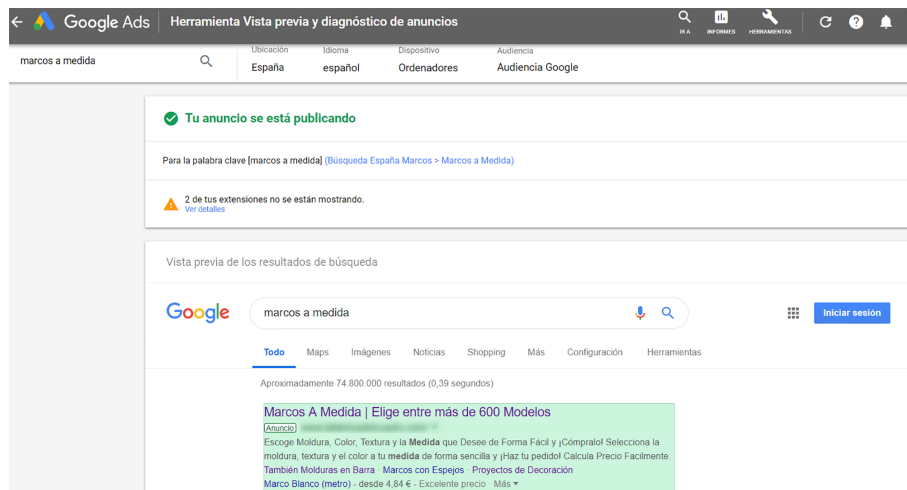 Google Ads Herramienta Vista previa y diagnóstico de anuncios
IR A INFORMES HERRAMIENTAS
marcos a medida
Ubicación Idioma Dispositivo Audiencia
España español Ordenadores Audiencia Google
Tu anuncio se está publicando
Para la palabra clave [marcos a medida] (Búsqueda España Marcos > Marcos a Medida)
2 de tus extensiones no se están mostrando.
Ver detalles
Vista previa de los resultados de búsqueda
Google marcos a medida Iniciar sesión
Todo Maps Imágenes Noticias Shopping Más Configuración Herramientas
Aproximadamente 74.800.000 resultados (0,39 segundos)
Marcos A Medida | Elige entre más de 600 Modelos
Anuncio
Escoge Moldura, Color, Textura y la Medida que Desee de Forma Fácil y ¡Cómpralo! Selecciona la
moldura, textura y el color a tu medida de forma sencilla y ¡Haz tu pedido! Calcula Precio Facilmente.
También Molduras en Barra · Marcos con Espejos · Proyectos de Decoración
Marco Blanco (metro) - desde 4,84 € - Excelente precio · Más ▾